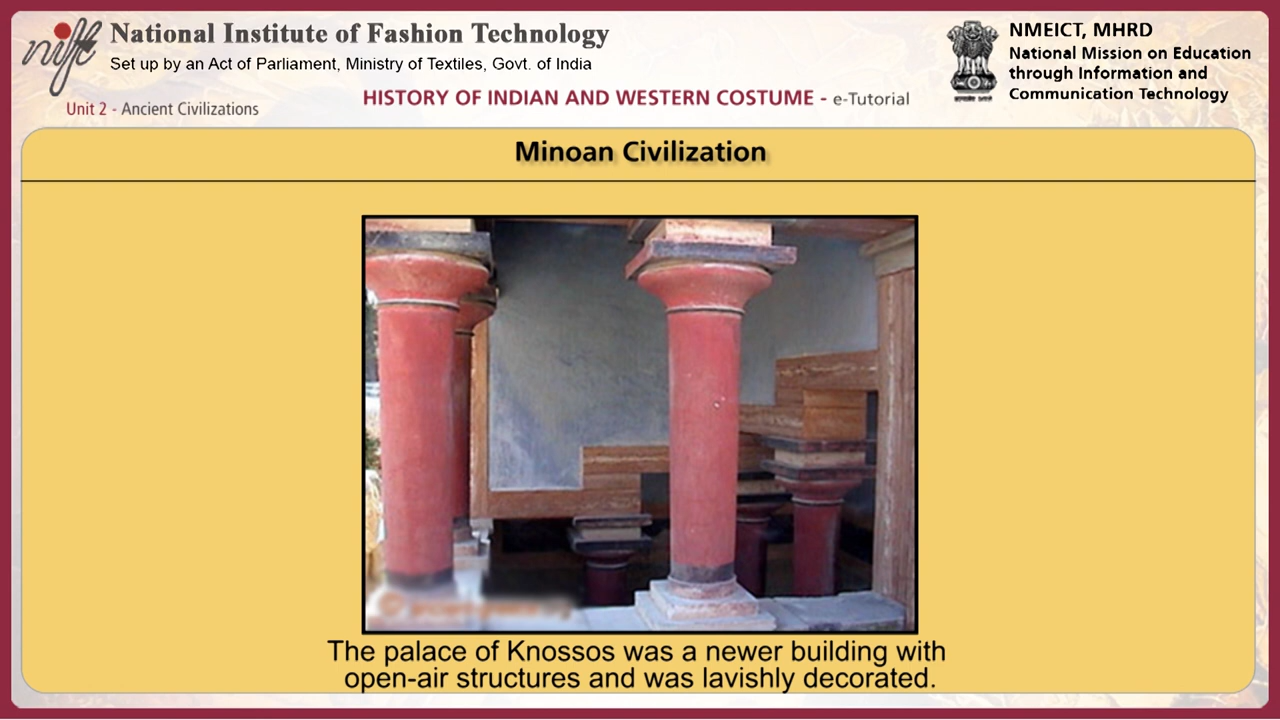 nift
National Institute of Fashion Technology
Set up by an Act of Parliament, Ministry of Textiles, Govt. of India
NMEICT, MHRD
National Mission on Education
through Information and
Communication Technology
Unit 2 - Ancient Civilizations
HISTORY OF INDIAN AND WESTERN COSTUME - e-Tutorial
Minoan Civilization
The palace of Knossos was a newer building with
open-air structures and was lavishly decorated.